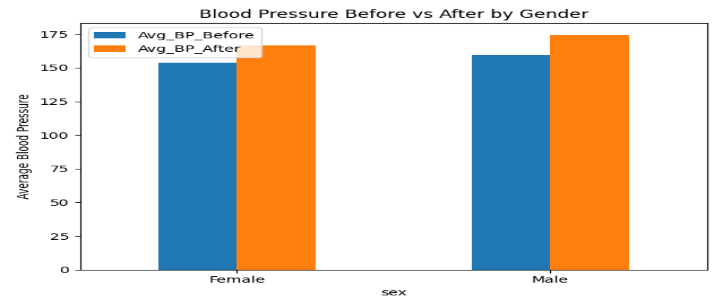 Blood Pressure Before vs After by Gender
Avg_BP_Before
Avg_BP_After
Average Blood Pressure
175
150
125
100
75
50
25
0
Female
Male
sex